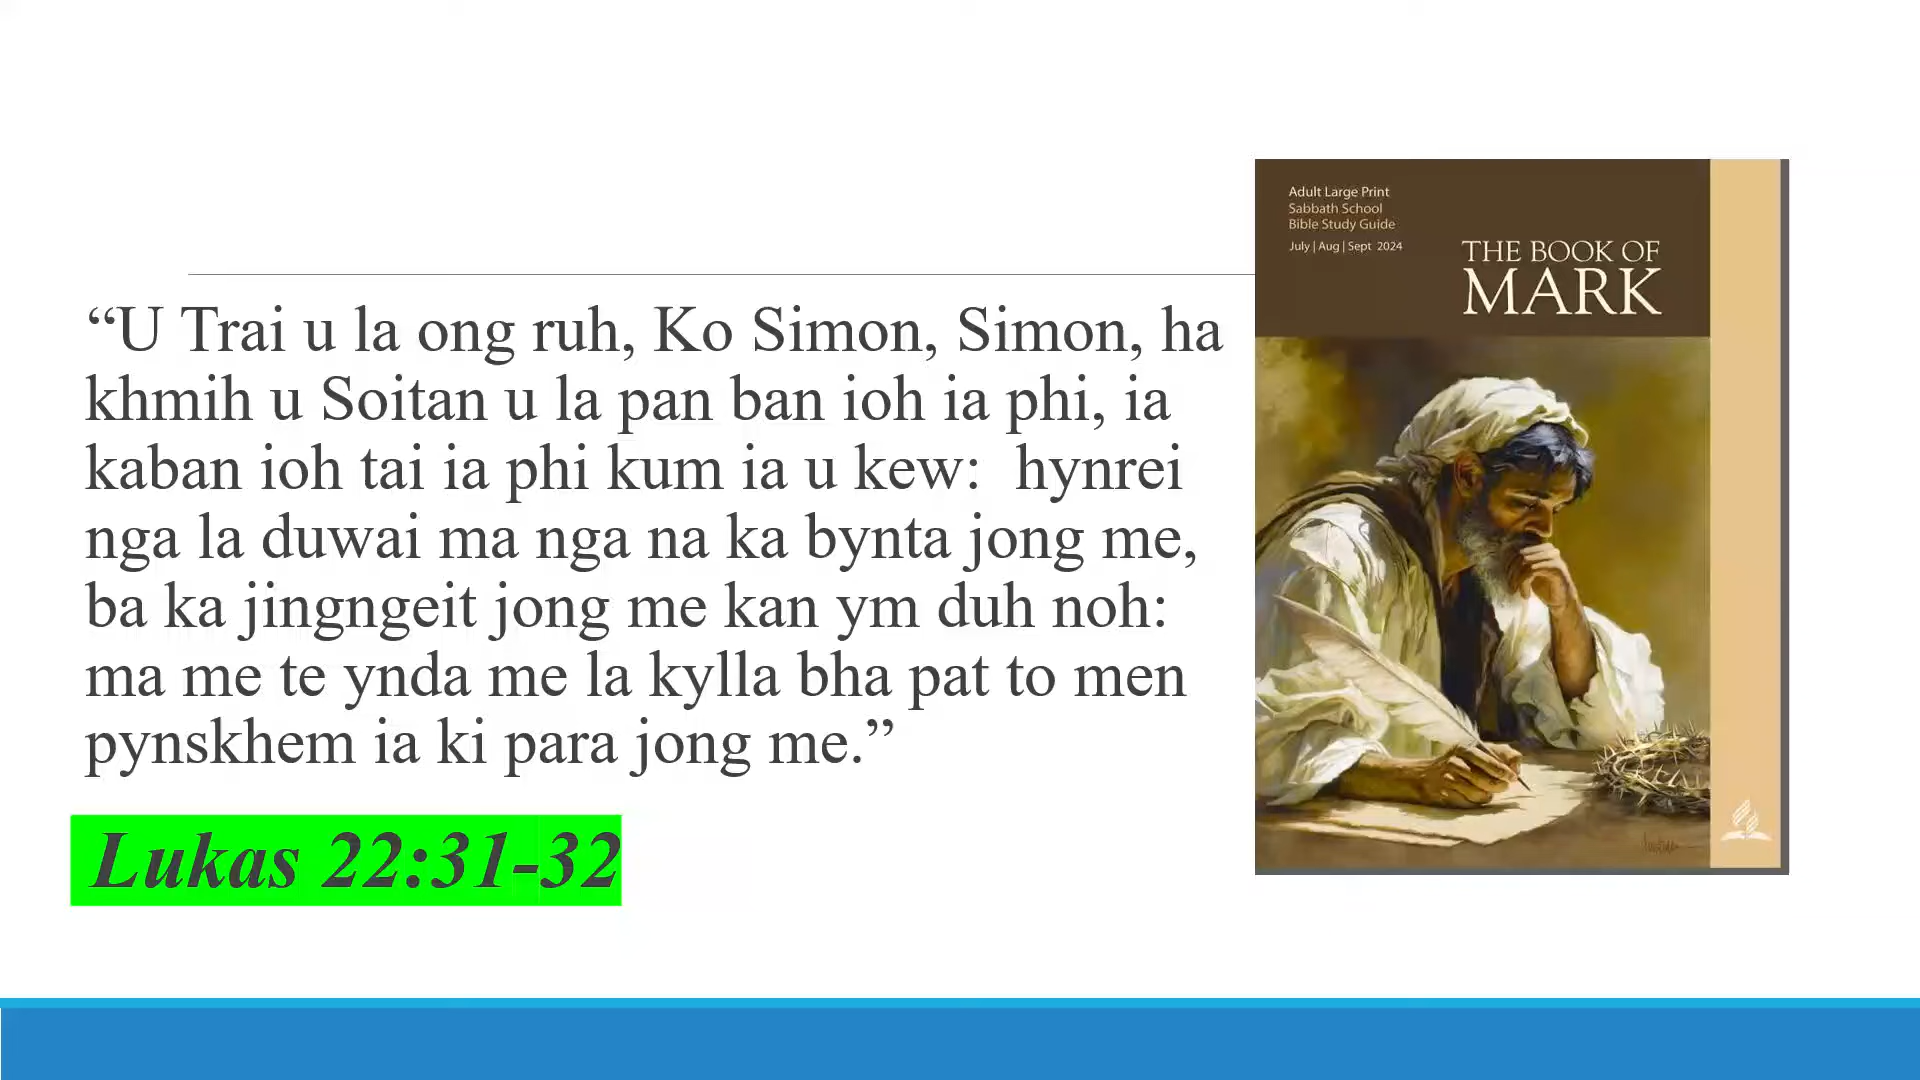 “U Trai u la ong ruh, Ko Simon, Simon, ha
khmih u Soitan u la pan ban ioh ia phi, ia
kaban ioh tai ia phi kum ia u kew:  hynrei
nga la duwai ma nga na ka bynta jong me,
ba ka jingngeit jong me kan ym duh noh:
ma me te ynda me la kylla bha pat to men
pynskhem ia ki para jong me.”
Lukas 22:31-32
Adult Large Print
Sabbath School
Bible Study Guide
July | Aug | Sept 2024
THE BOOK OF
MARK